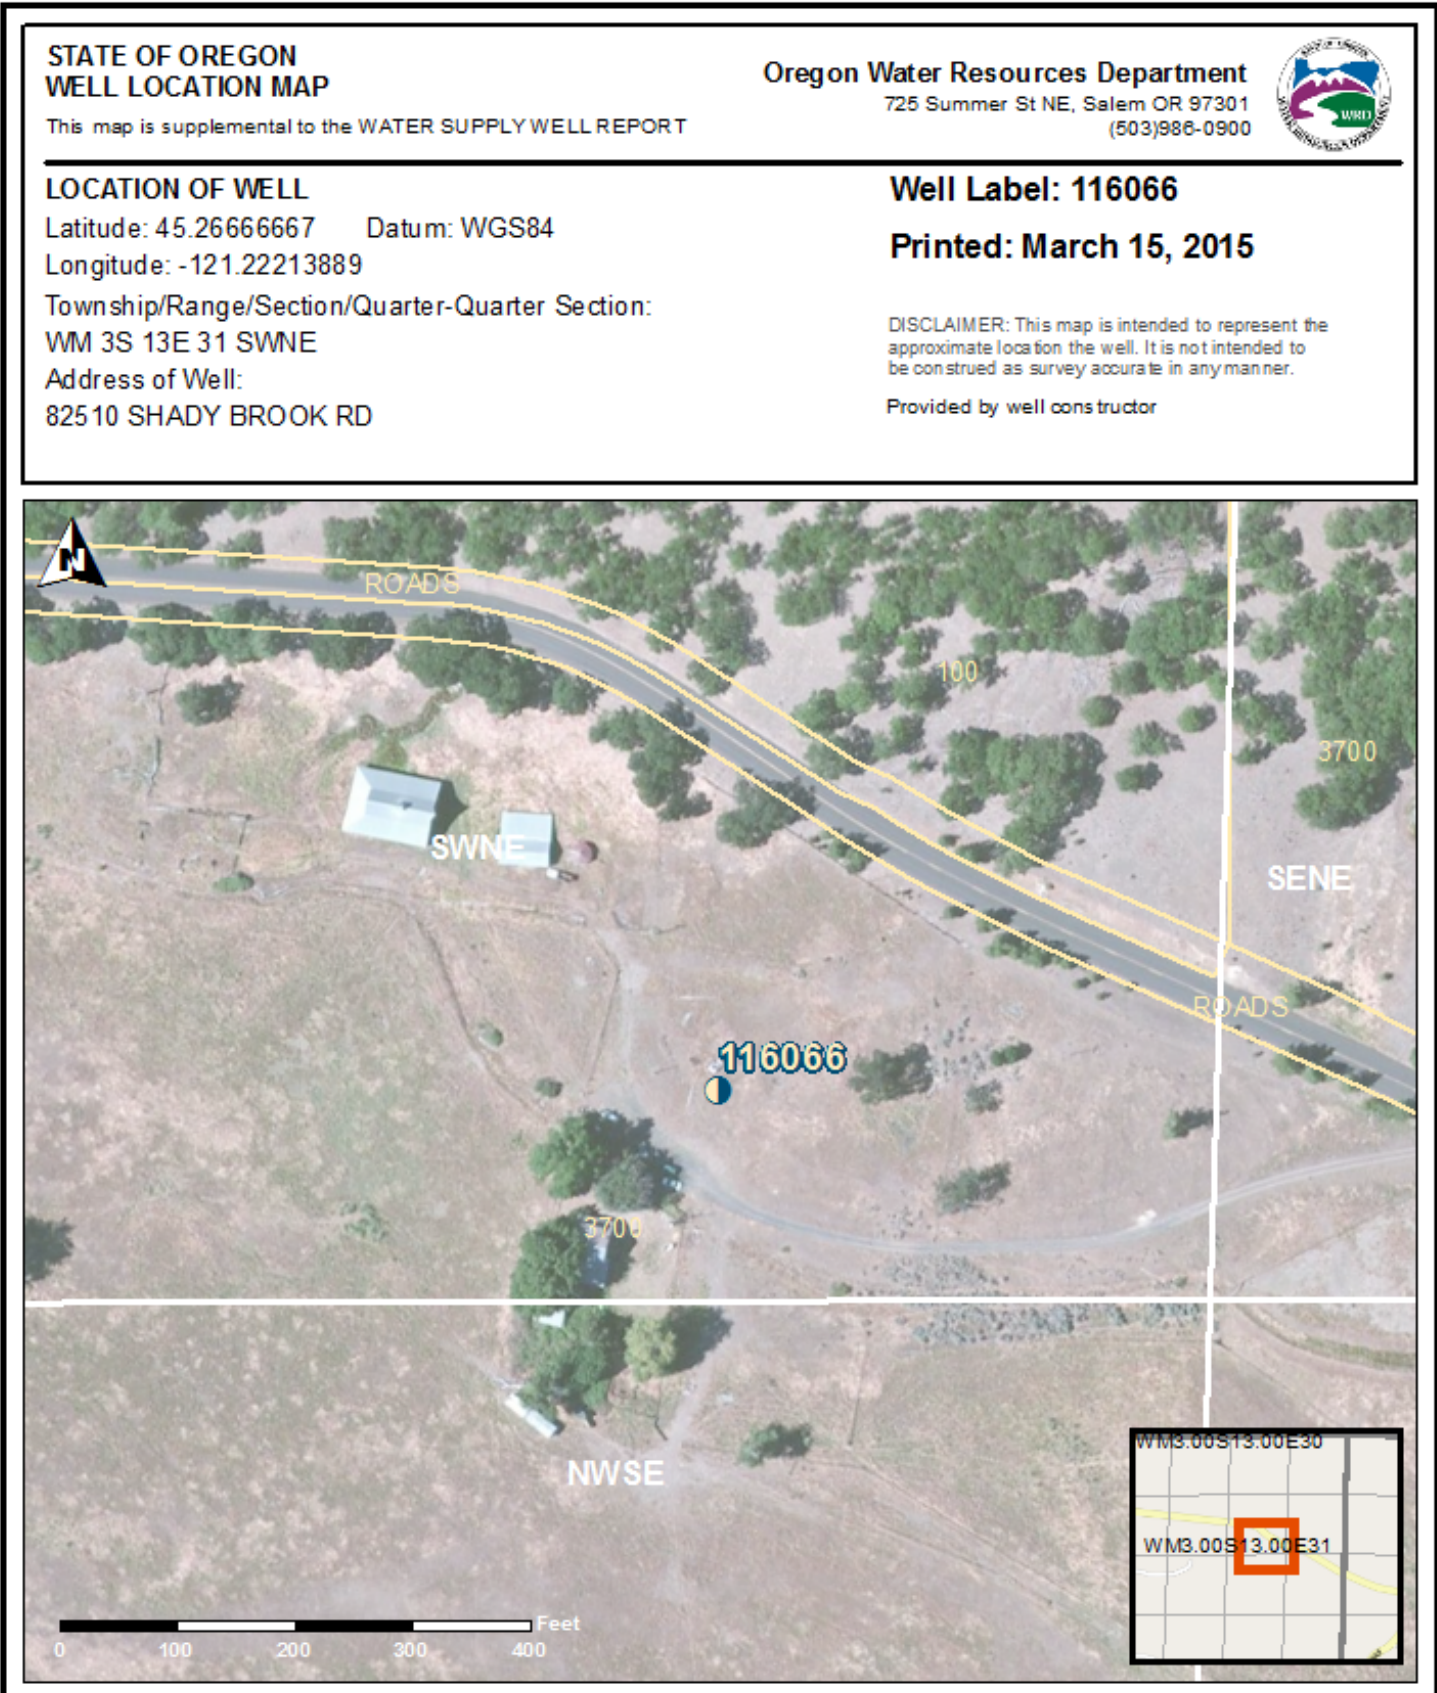 STATE OF OREGON
WELL LOCATION MAP
This map is supplemental to the WATER SUPPLY WELL REPORT
Oregon Water Resources Department
725 Summer St NE, Salem OR 97301
(503)986-0900
WRD
LOCATION OF WELL
Latitude: 45.26666667 Datum: WGS84
Longitude: -121.22213889
Township/Range/Section/Quarter-Quarter Section:
WM 3S 13E 31 SWNE
Address of Well:
82510 SHADY BROOK RD
Well Label: 116066
Printed: March 15, 2015
DISCLAIMER: This map is intended to represent the
approximate location the well. It is not intended to
be construed as survey accurate in any manner.
Provided by well constructor
N
ROADS
100
3700
SWNE
SENE
ROADS
116066
3700
NWSE
WM3.00S13.00E30
WM3.00S13.00E31
Feet
0 100 200 300 400